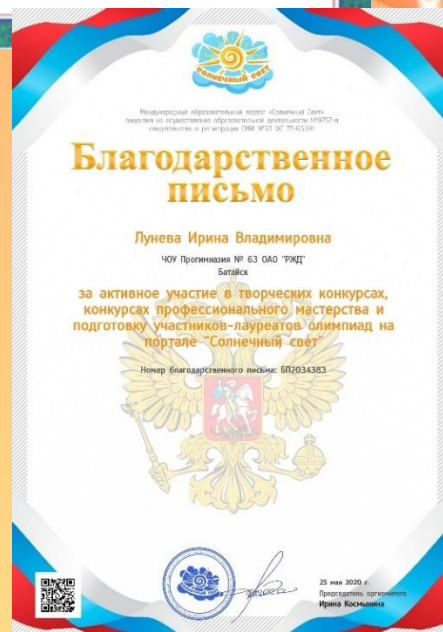 СОЛНЕЧНЫЙ СВЕТ
Международный образовательный портал «Солнечный Свет»
лицензия на осуществление образовательной деятельности №9757-л
свидетельство о регистрации СМИ №ЭЛ ФС 77-65391
Благодарственное
письмо
Лунева Ирина Владимировна
ЧОУ Прогимназия № 63 ОАО "РЖД"
Батайск
за активное участие в творческих конкурсах,
конкурсах профессионального мастерства и
подготовку участников-лауреатов олимпиад на
портале "Солнечный свет"
Номер благодарственного письма: БП2034383
25 мая 2020 г.
Председатель оргкомитета
Ирина Космынина